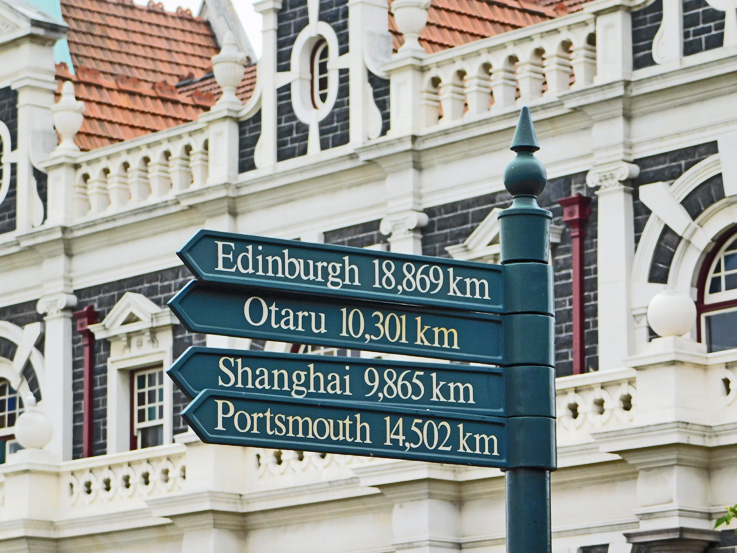 Edinburgh 18,869 km
Otaru 10,301 km
Shanghai 9,865 km
Portsmouth 14,502 km